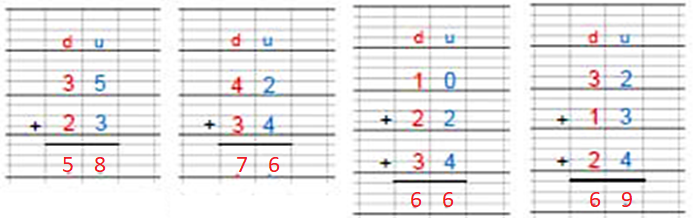 d u
3 5
+ 2 3
5 8
d u
4 2
+ 3 4
7 6
d u
1 0
+ 2 2
+ 3 4
6 6
d u
3 2
+ 1 3
+ 2 4
6 9